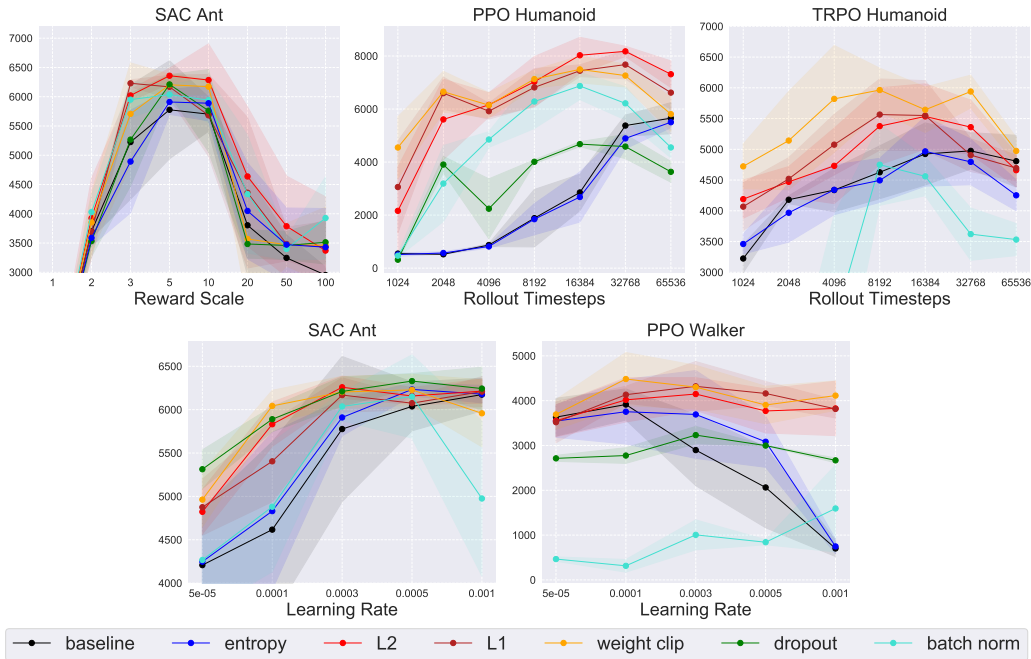 SAC Ant
7000
6500
6000
5500
5000
4500
4000
3500
3000
1 2 3 5 10 20 50 100
Reward Scale
PPO Humanoid
8000
6000
4000
2000
0
1024 2048 4096 8192 16384 32768 65536
Rollout Timesteps
TRPO Humanoid
7000
6500
6000
5500
5000
4500
4000
3500
3000
1024 2048 4096 8192 16384 32768 65536
Rollout Timesteps
SAC Ant
6500
6000
5500
5000
4500
4000
5e-05 0.0001 0.0003 0.0005 0.001
Learning Rate
PPO Walker
5000
4000
3000
2000
1000
0
5e-05 0.0001 0.0003 0.0005 0.001
Learning Rate
baseline entropy L2 L1 weight clip dropout batch norm